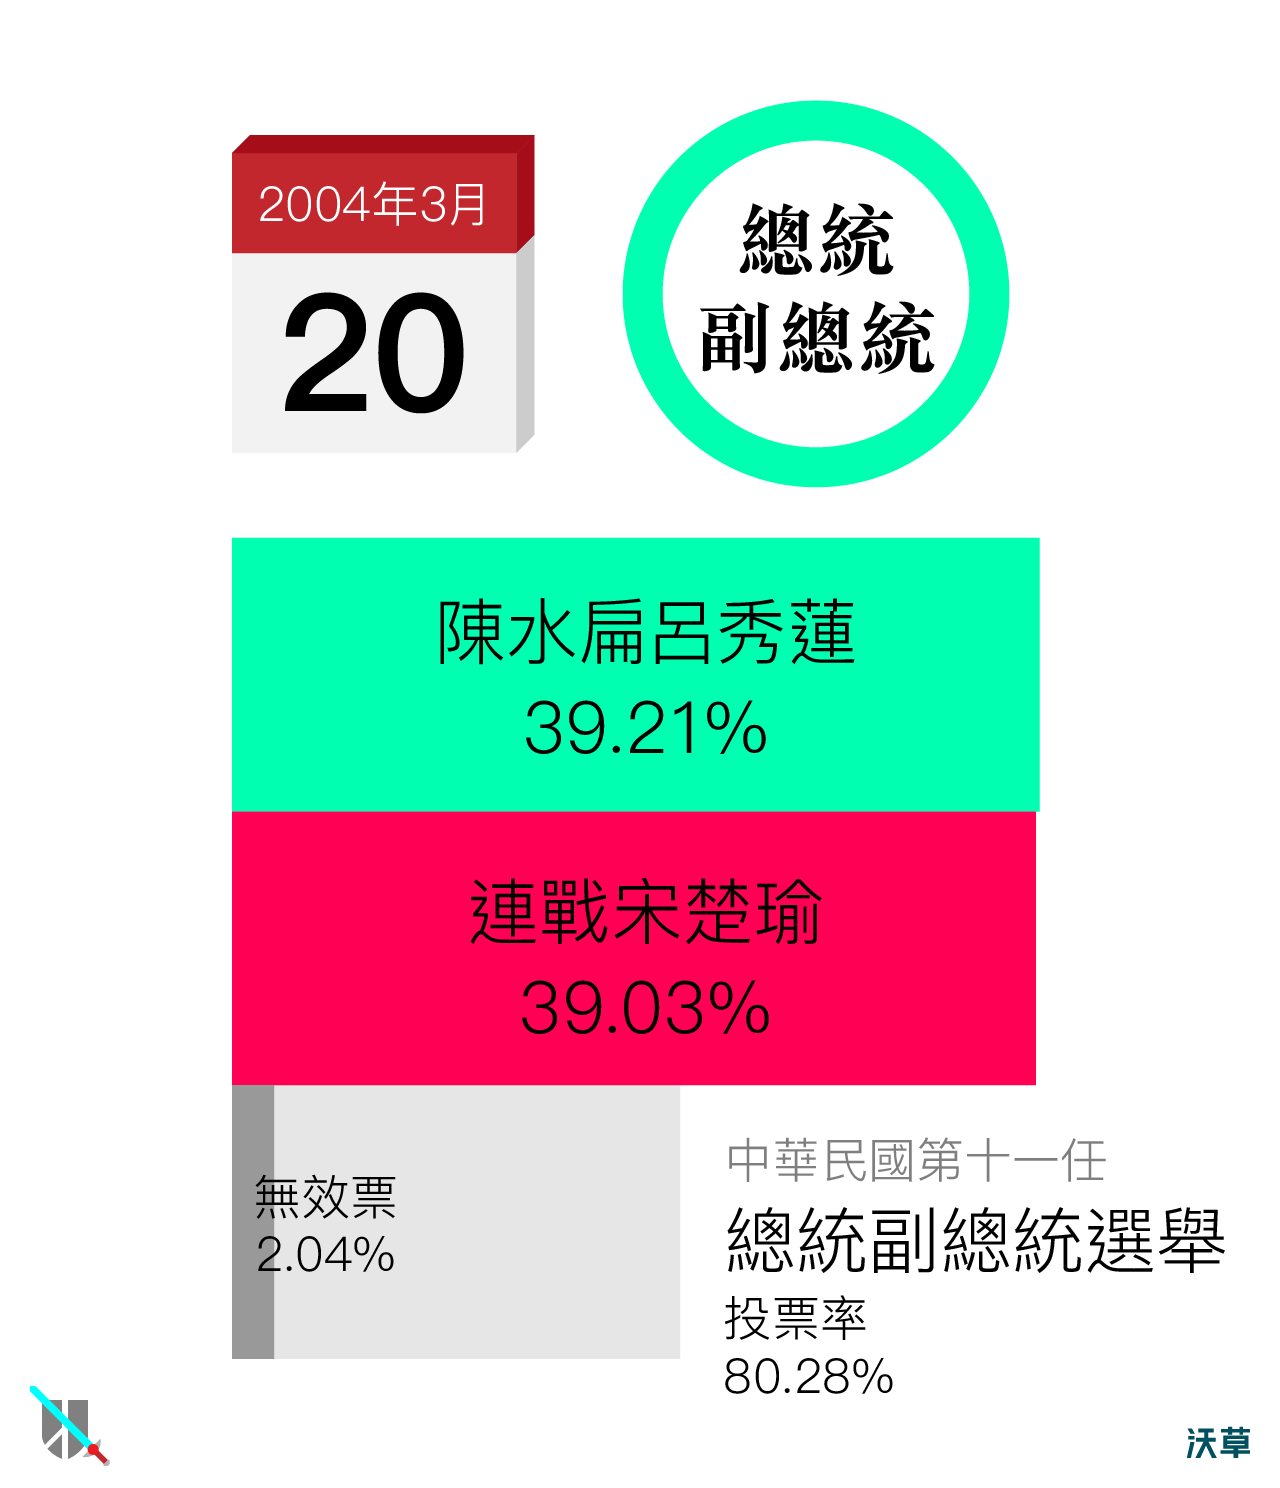 2004年3月
20
總統
副總統
陳水扁呂秀蓮
39.21%
連戰宋楚瑜
39.03%
無效票
2.04%
中華民國第十一任
總統副總統選舉
投票率
80.28%
沃草